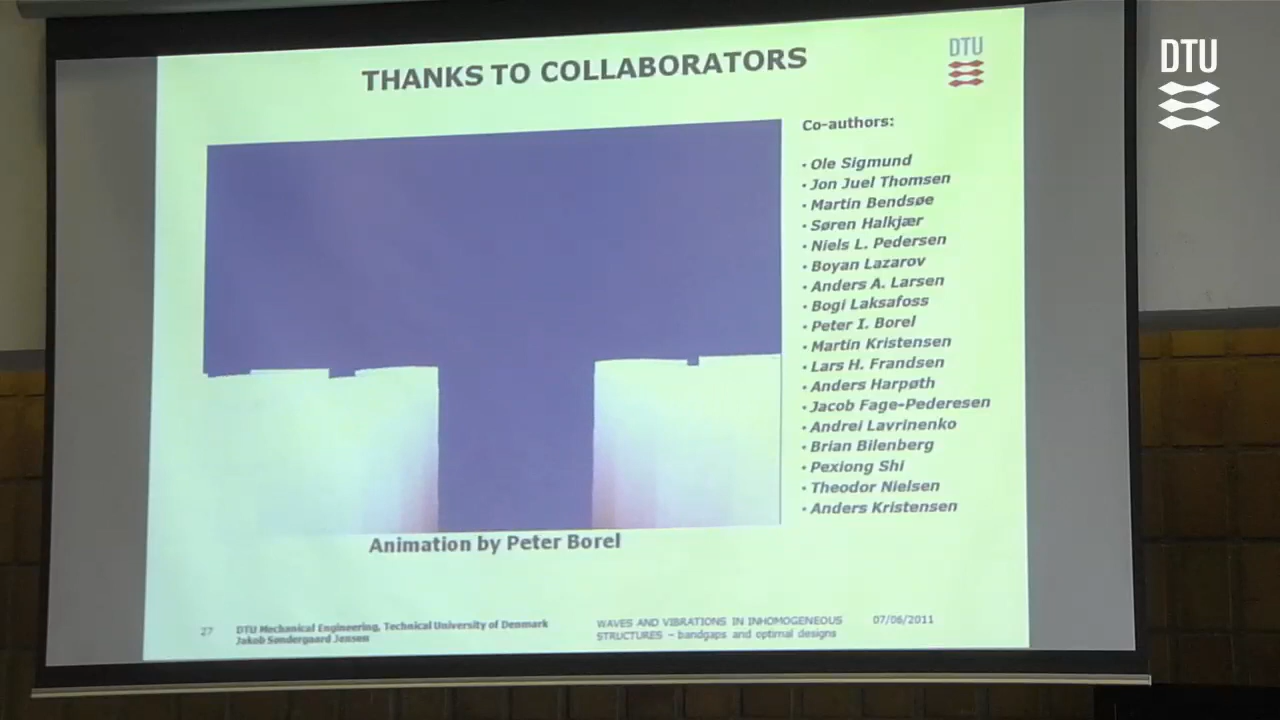 THANKS TO COLLABORATORS
DTU
DTU
Co-authors:
• Ole Sigmund
• Jon Juel Thomsen
• Martin Bendsøe
• Søren Halkjær
• Niels L. Pedersen
• Boyan Lazarov
• Anders A. Larsen
• Bogi Laksafoss
• Peter I. Borel
• Martin Kristensen
• Lars H. Frandsen
• Anders Harpøth
• Jacob Fage-Pederesen
• Andrei Lavrinenko
• Brian Bilenberg
• Pexiong Shi
• Theodor Nielsen
• Anders Kristensen
Animation by Peter Borel
27
DTU Mechanical Engineering, Technical University of Denmark
Jakob Søndergaard Jensen
WAVES AND VIBRATIONS IN INHOMOGENEOUS
STRUCTURES – bandgaps and optimal designs
07/06/2011